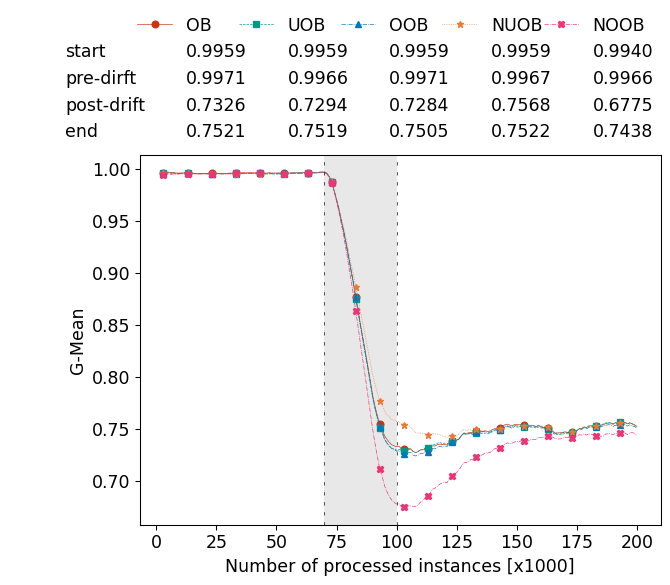 OB UOB OOB NUOB NOOB
start 0.9959 0.9959 0.9959 0.9959 0.9940
pre-dirft 0.9971 0.9966 0.9971 0.9967 0.9966
post-drift 0.7326 0.7294 0.7284 0.7568 0.6775
end 0.7521 0.7519 0.7505 0.7522 0.7438
1.00
0.95
0.90
0.85
0.80
0.75
0.70
G-Mean
0 25 50 75 100 125 150 175 200
Number of processed instances [x1000]